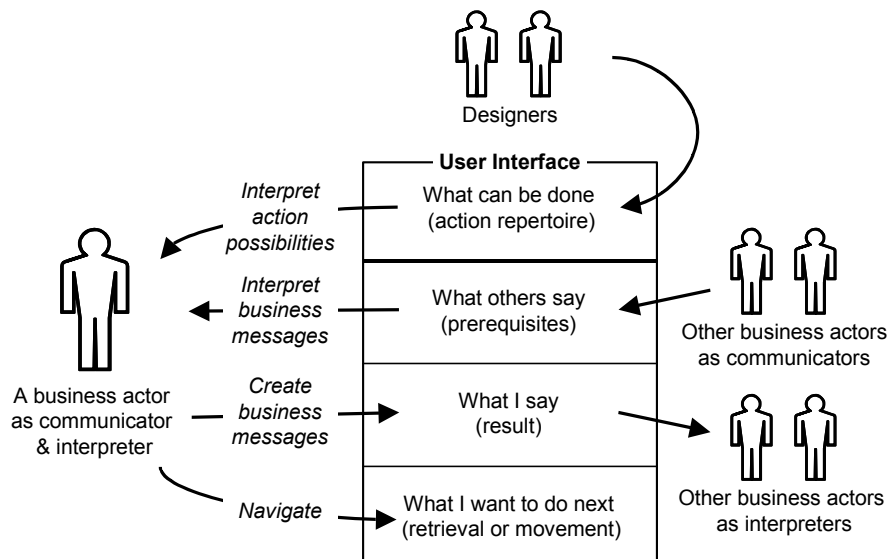 Designers
User Interface
Interpret
action
possibilities
What can be done
(action repertoire)
Interpret
business
messages
What others say
(prerequisites)
Other business actors
as communicators
A business actor
as communicator
& interpreter
Create
business
messages
What I say
(result)
Other business actors
as interpreters
Navigate
What I want to do next
(retrieval or movement)